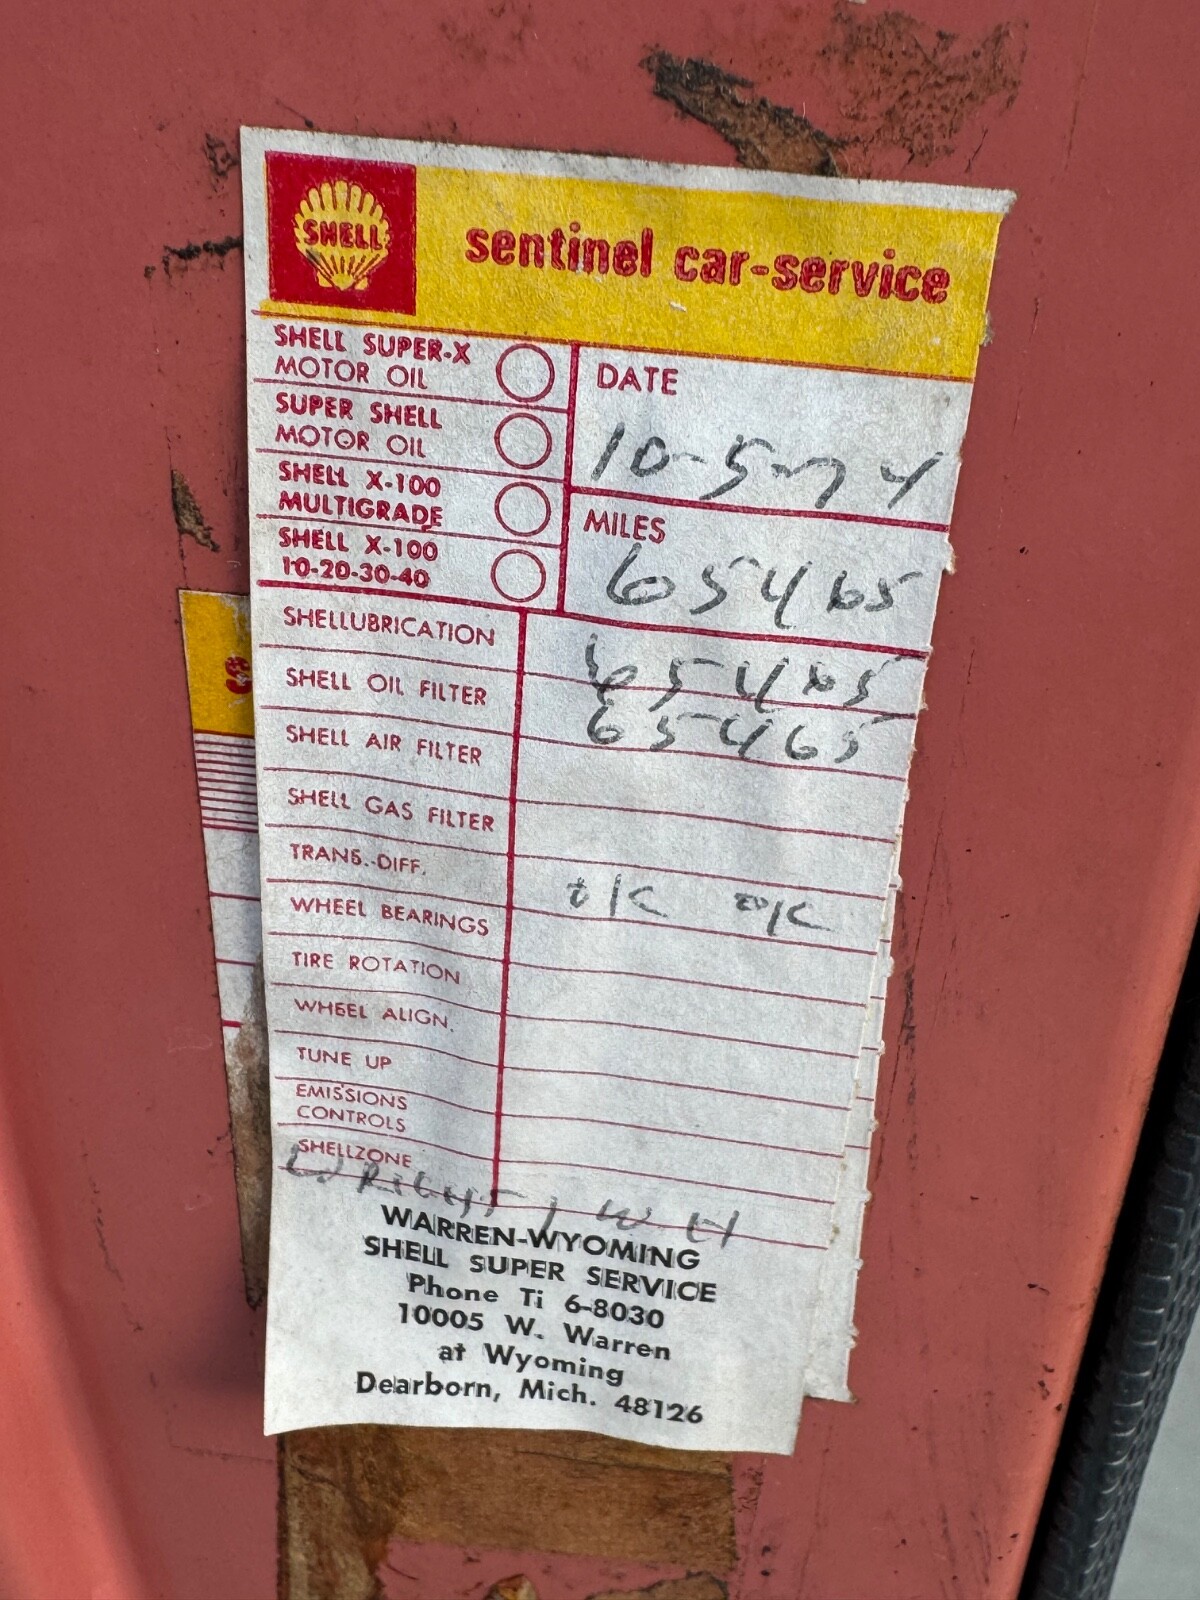 SHELL
sentinel car-service
SHELL SUPER-X
MOTOR OIL
SUPER SHELL
MOTOR OIL
SHELL X-100
MULTIGRADE
SHELL X-100
10-20-30-40
DATE
10-5-74
MILES
65465
SHELLUBRICATION 65465
SHELL OIL FILTER 65465
SHELL AIR FILTER
SHELL GAS FILTER
TRANS.-DIFF. O/K O/K
WHEEL BEARINGS
TIRE ROTATION
WHEEL ALIGN.
TUNE UP
EMISSIONS
CONTROLS
SHELLZONE
WRIGHT, W H
WARREN-WYOMING
SHELL SUPER SERVICE
Phone Ti 6-8030
10005 W. Warren
at Wyoming
Dearborn, Mich. 48126
S